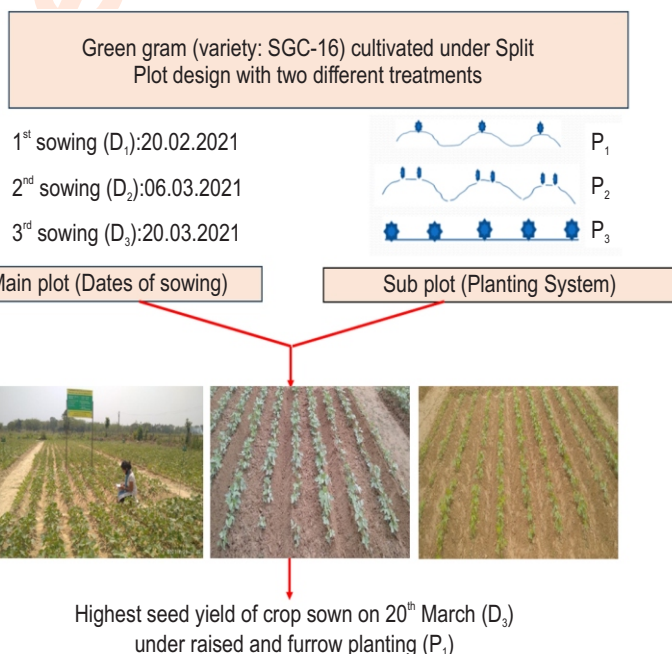 Green gram (variety: SGC-16) cultivated under Split
Plot design with two different treatments
1st sowing (D1):20.02.2021
P1
2nd sowing (D2):06.03.2021
P2
3rd sowing (D3):20.03.2021
P3
Main plot (Dates of sowing)
Sub plot (Planting System)
Highest seed yield of crop sown on 20th March (D3)
under raised and furrow planting (P1)